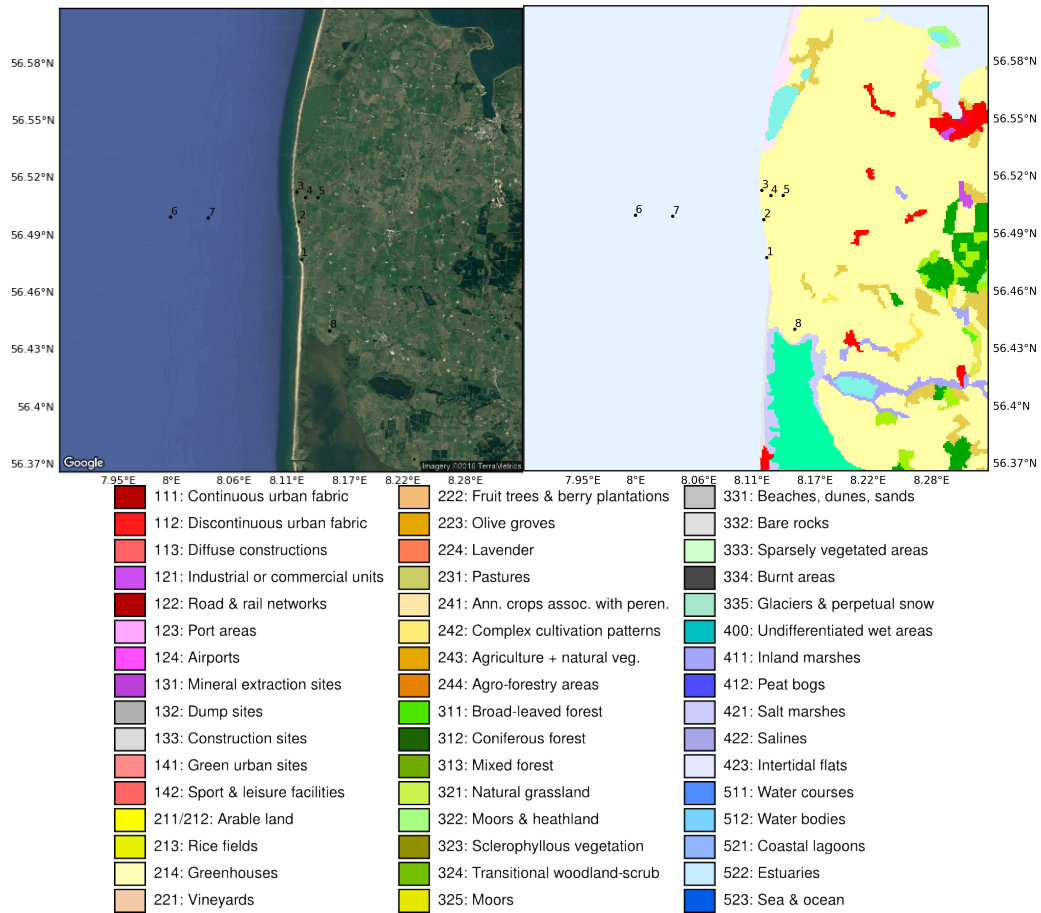 56.58°N
56.55°N
56.52°N
56.49°N
56.46°N
56.43°N
56.4°N
56.37°N
3 4 5
6 7 2
1
8
Google
Imagery ©2016 TerraMetrics
3 4 5
6 7 2
1
8
56.58°N
56.55°N
56.52°N
56.49°N
56.46°N
56.43°N
56.4°N
56.37°N
7.95°E 8°E 8.06°E 8.11°E 8.17°E 8.22°E 8.28°E
7.95°E 8°E 8.06°E 8.11°E 8.17°E 8.22°E 8.28°E
111: Continuous urban fabric
112: Discontinuous urban fabric
113: Diffuse constructions
121: Industrial or commercial units
122: Road & rail networks
123: Port areas
124: Airports
131: Mineral extraction sites
132: Dump sites
133: Construction sites
141: Green urban sites
142: Sport & leisure facilities
211/212: Arable land
213: Rice fields
214: Greenhouses
221: Vineyards
222: Fruit trees & berry plantations
223: Olive groves
224: Lavender
231: Pastures
241: Ann. crops assoc. with peren.
242: Complex cultivation patterns
243: Agriculture + natural veg.
244: Agro-forestry areas
311: Broad-leaved forest
312: Coniferous forest
313: Mixed forest
321: Natural grassland
322: Moors & heathland
323: Sclerophyllous vegetation
324: Transitional woodland-scrub
325: Moors
331: Beaches, dunes, sands
332: Bare rocks
333: Sparsely vegetated areas
334: Burnt areas
335: Glaciers & perpetual snow
400: Undifferentiated wet areas
411: Inland marshes
412: Peat bogs
421: Salt marshes
422: Salines
423: Intertidal flats
511: Water courses
512: Water bodies
521: Coastal lagoons
522: Estuaries
523: Sea & ocean